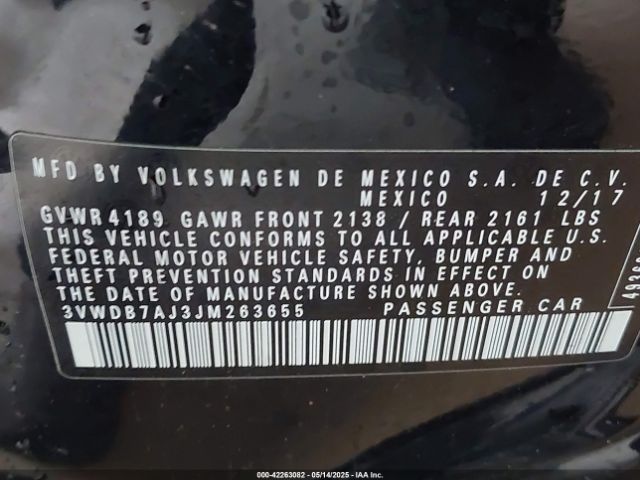 MFD BY VOLKSWAGEN DE MEXICO S.A. DE C.V.
MEXICO 12/17
GVWR 4189 GAWR FRONT 2138 / REAR 2161 LBS
THIS VEHICLE CONFORMS TO ALL APPLICABLE U.S.
FEDERAL MOTOR VEHICLE SAFETY, BUMPER AND
THEFT PREVENTION STANDARDS IN EFFECT ON
THE DATE OF MANUFACTURE SHOWN ABOVE.
3VWDB7AJ3JM263655 PASSENGER CAR
000-42263082 - 05/14/2025 - IAA Inc.